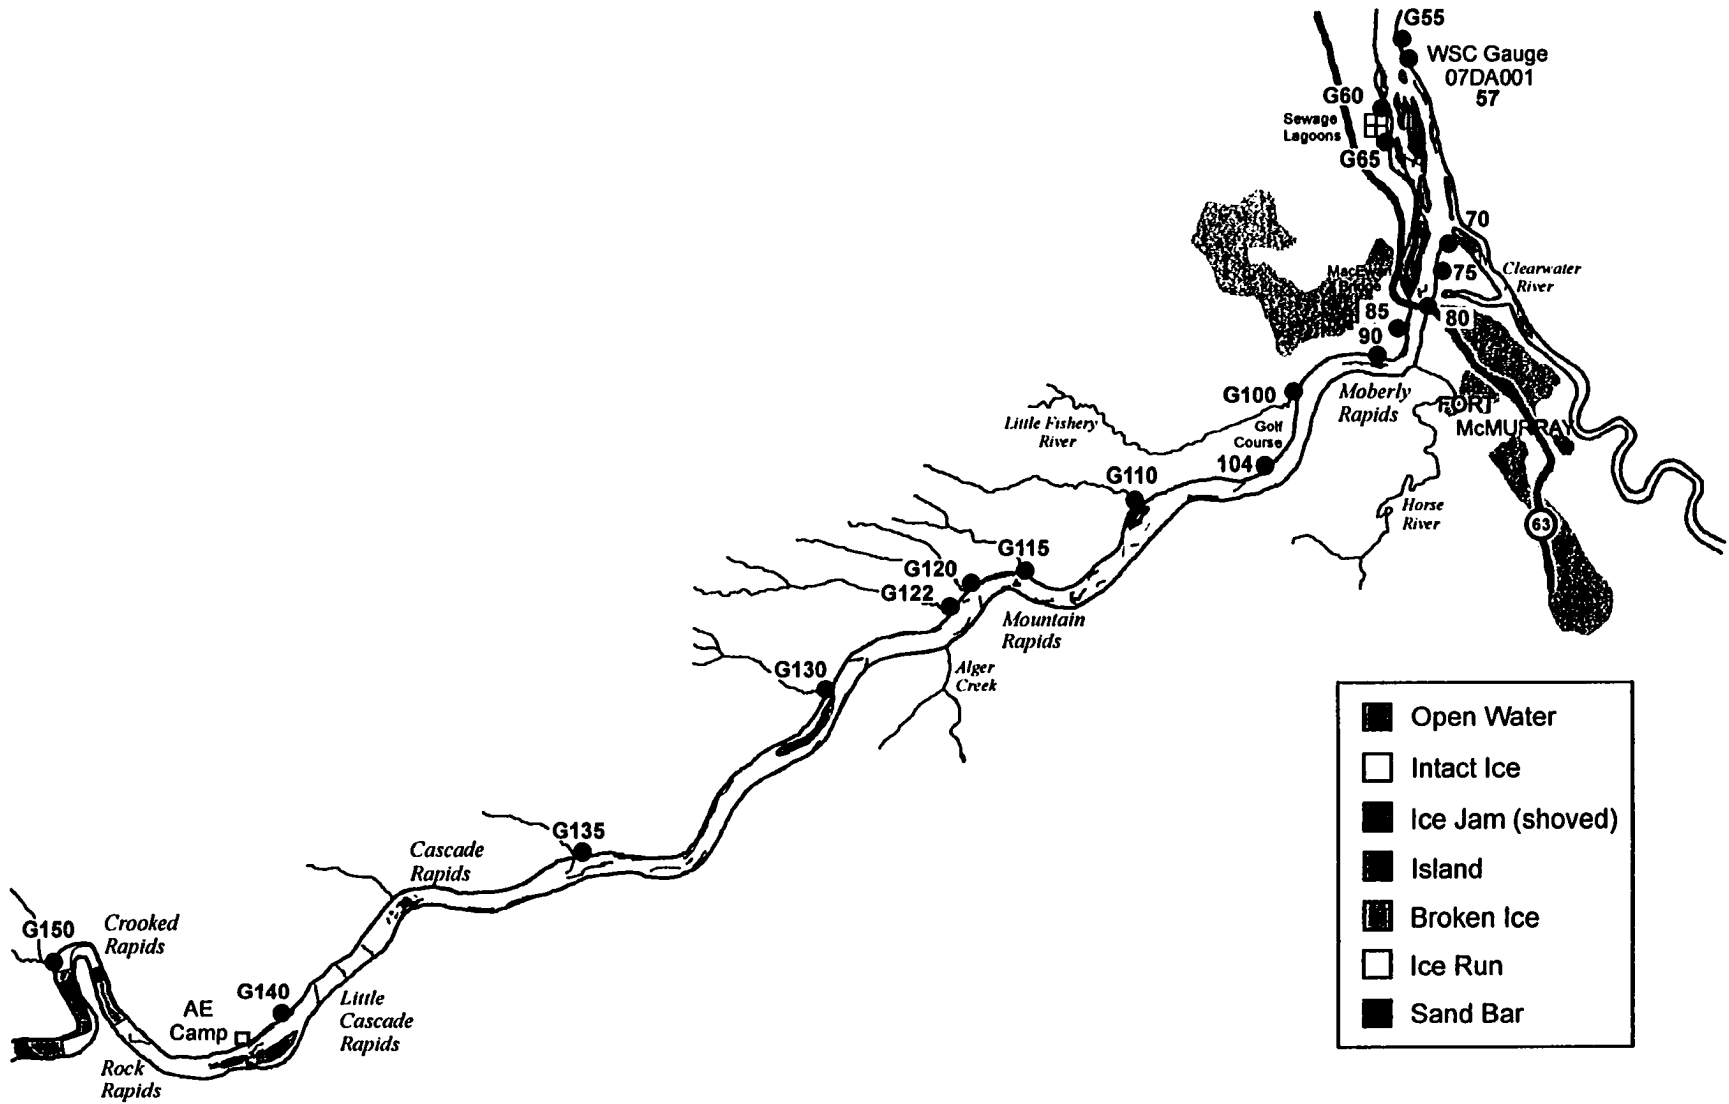 G55
WSC Gauge
07DA001
57
G60
Sewage
Lagoons
G65
70
Clearwater
River
75
MacEwan
Bridge
85
80
90
G100
Moberly
Rapids
FORT
McMURRAY
Little Fishery
River
Golf
Course
104
G110
Horse
River
63
G115
G120
G122
Mountain
Rapids
Alger
Creek
G130
G135
Cascade
Rapids
G150
Crooked
Rapids
G140
AE
Camp
Little
Cascade
Rapids
Rock
Rapids
Open Water
Intact Ice
Ice Jam (shoved)
Island
Broken Ice
Ice Run
Sand Bar